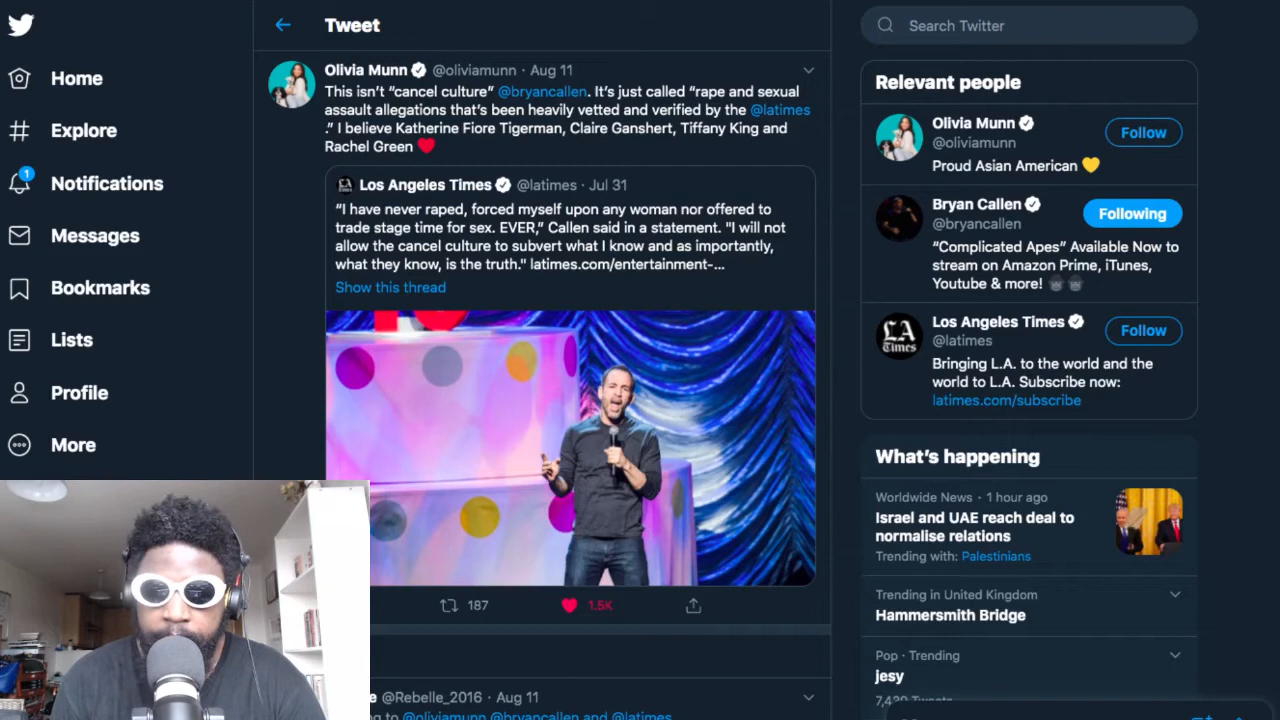 Home
Explore
1
Notifications
Messages
Bookmarks
Lists
Profile
More
Tweet
Olivia Munn @oliviamunn · Aug 11
This isn't “cancel culture” @bryancallen. It's just called “rape and sexual
assault allegations that's been heavily vetted and verified by the @latimes
.” I believe Katherine Fiore Tigerman, Claire Ganshert, Tiffany King and
Rachel Green ❤️
Los Angeles Times @latimes · Jul 31
“I have never raped, forced myself upon any woman nor offered to
trade stage time for sex. EVER,” Callen said in a statement. "I will not
allow the cancel culture to subvert what I know and as importantly,
what they know, is the truth." latimes.com/entertainment-...
Show this thread
187
1.5K
@Rebelle_2016 · Aug 11
@oliviamunn @bryancallen and @latimes
Search Twitter
Relevant people
Olivia Munn
@oliviamunn
Follow
Proud Asian American 💛
Bryan Callen
@bryancallen
Following
“Complicated Apes” Available Now to
stream on Amazon Prime, iTunes,
Youtube & more!
LA
Times
Los Angeles Times
@latimes
Follow
Bringing L.A. to the world and the
world to L.A. Subscribe now:
latimes.com/subscribe
What's happening
Worldwide News · 1 hour ago
Israel and UAE reach deal to
normalise relations
Trending with: Palestinians
Trending in United Kingdom
Hammersmith Bridge
Pop · Trending
jesy
Tweets